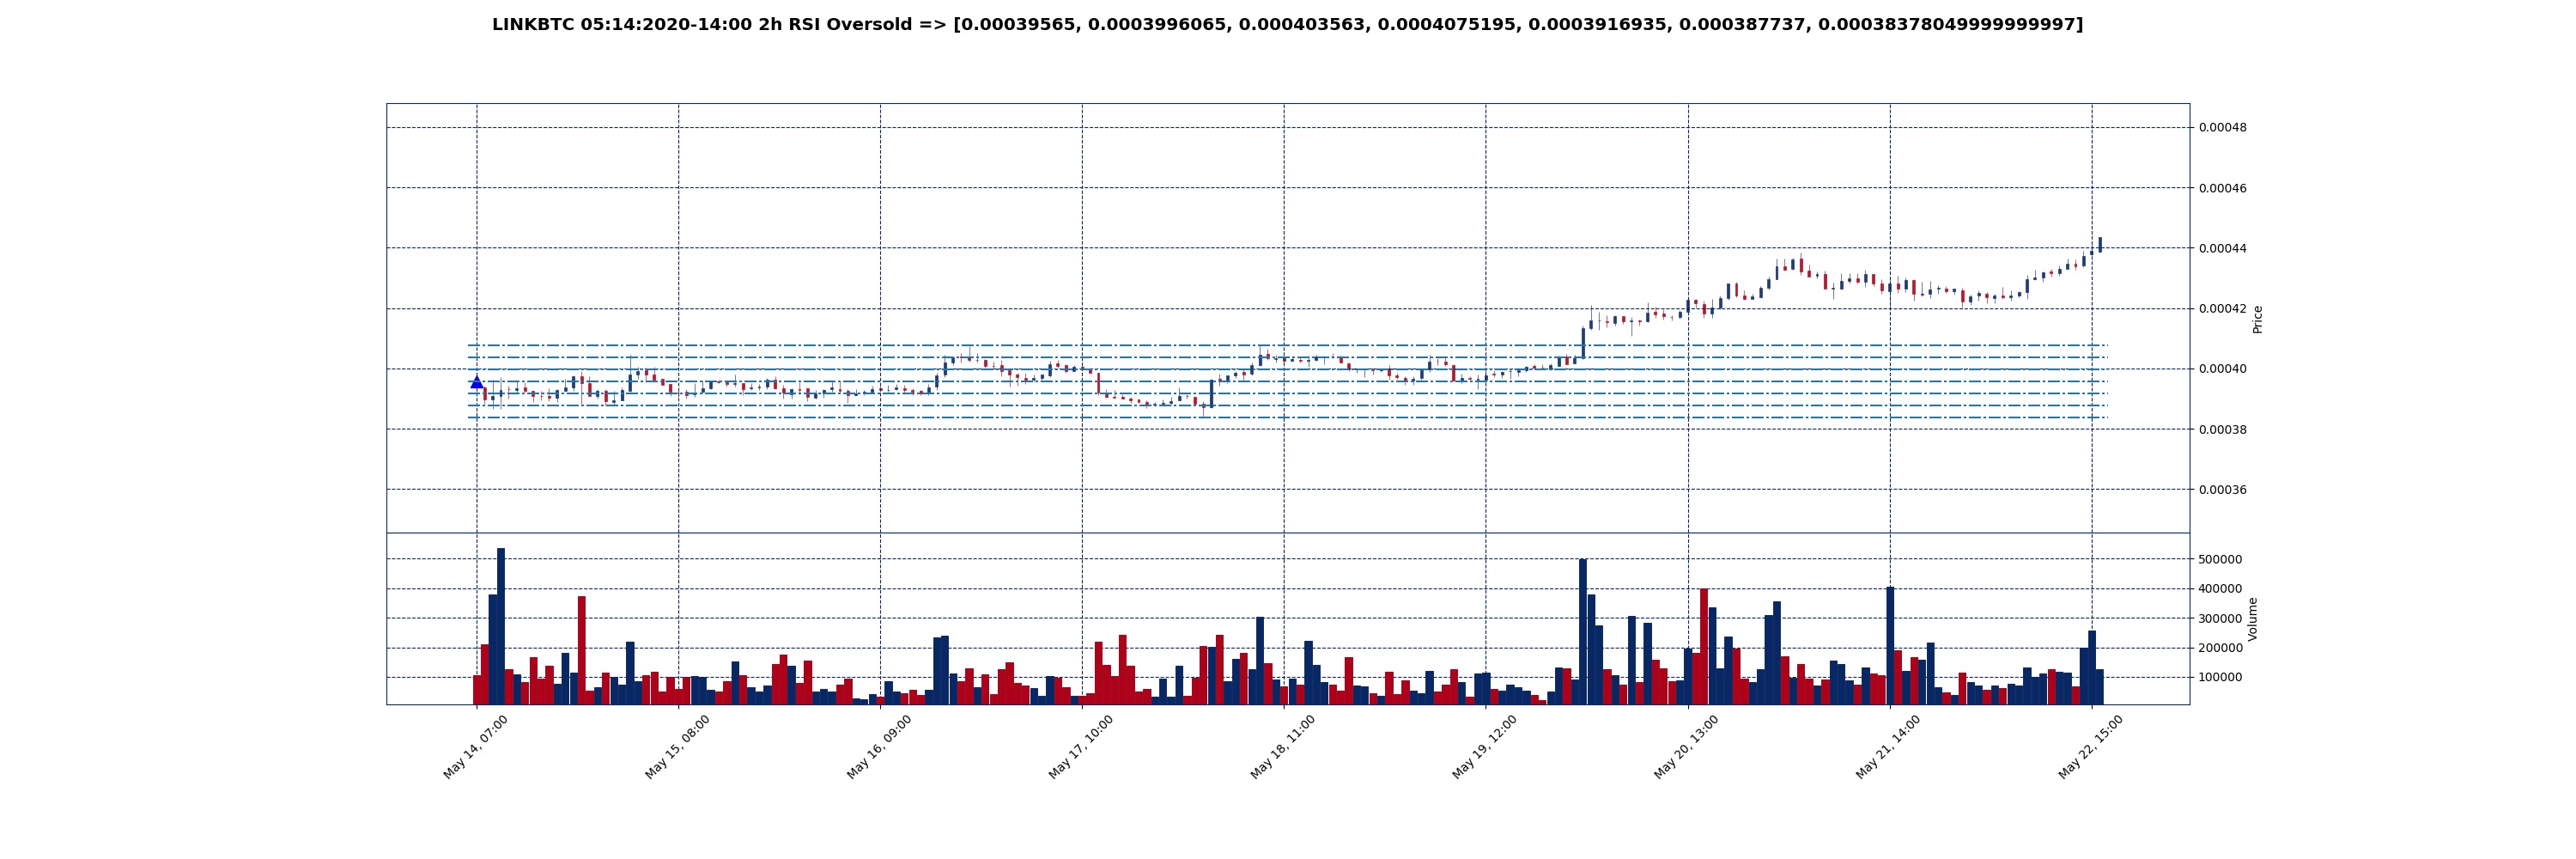 LINKBTC 05:14:2020-14:00 2h RSI Oversold => [0.00039565, 0.0003996065, 0.000403563, 0.0004075195, 0.0003916935, 0.000387737, 0.00038378049999999997]
0.00048
0.00046
0.00044
0.00042
0.00040
0.00038
0.00036
Price
500000
400000
300000
200000
100000
Volume
May 14, 07:00
May 15, 08:00
May 16, 09:00
May 17, 10:00
May 18, 11:00
May 19, 12:00
May 20, 13:00
May 21, 14:00
May 22, 15:00